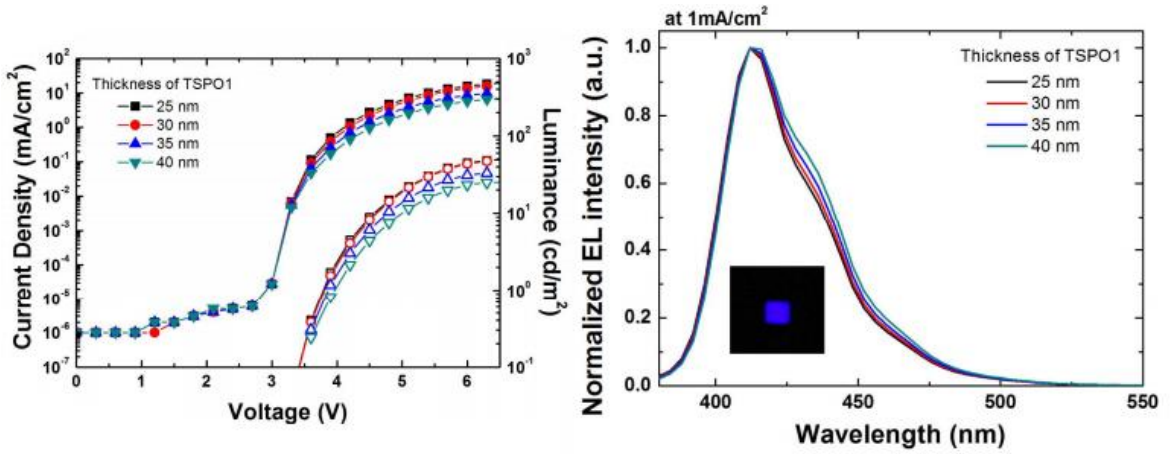 Current Density (mA/cm²)
10²
10¹
10⁰
10⁻¹
10⁻²
10⁻³
10⁻⁴
10⁻⁵
10⁻⁶
10⁻⁷
Thickness of TSPO1
25 nm
30 nm
35 nm
40 nm
10³
10²
10¹
10⁰
10⁻¹
Luminance (cd/m²)
0 1 2 3 4 5 6
Voltage (V)
at 1mA/cm²
Normalized EL intensity (a.u.)
1.0
0.8
0.6
0.4
0.2
0.0
Thickness of TSPO1
25 nm
30 nm
35 nm
40 nm
400 450 500 550
Wavelength (nm)